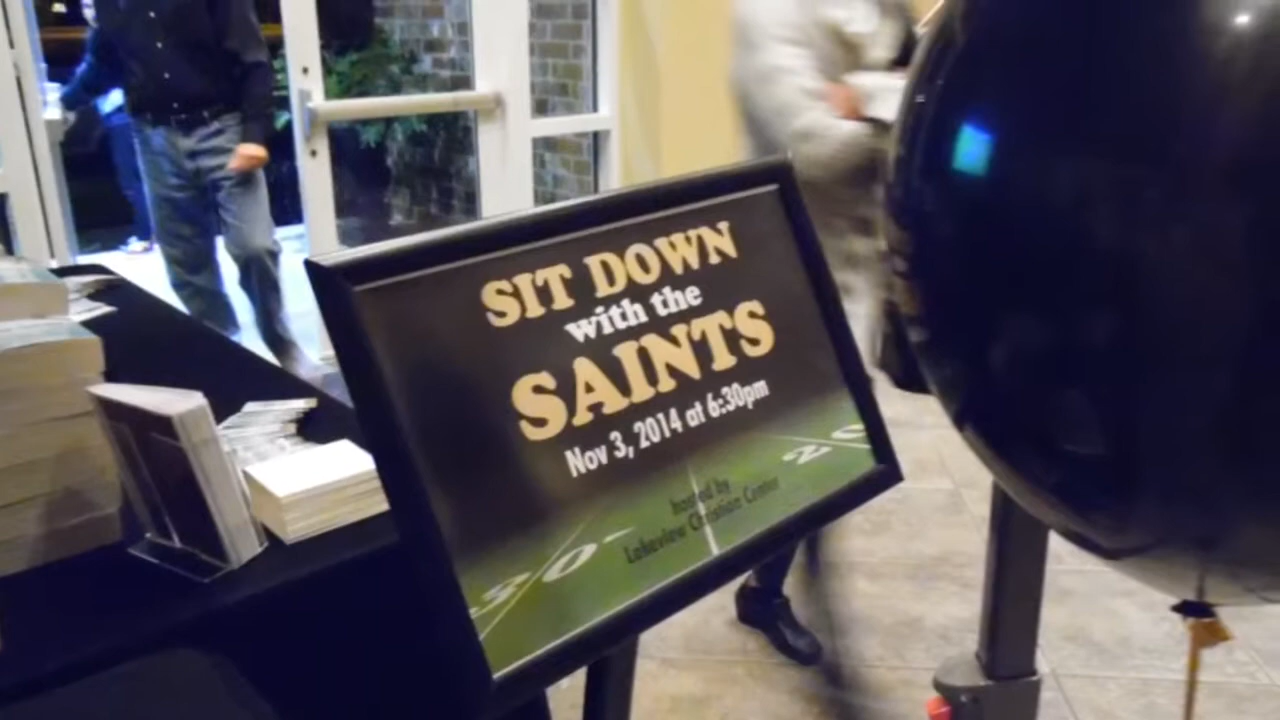 SIT DOWN
with the
SAINTS
Nov 3, 2014 at 6:30pm
hosted by
Lakeview Christian Center
30
20